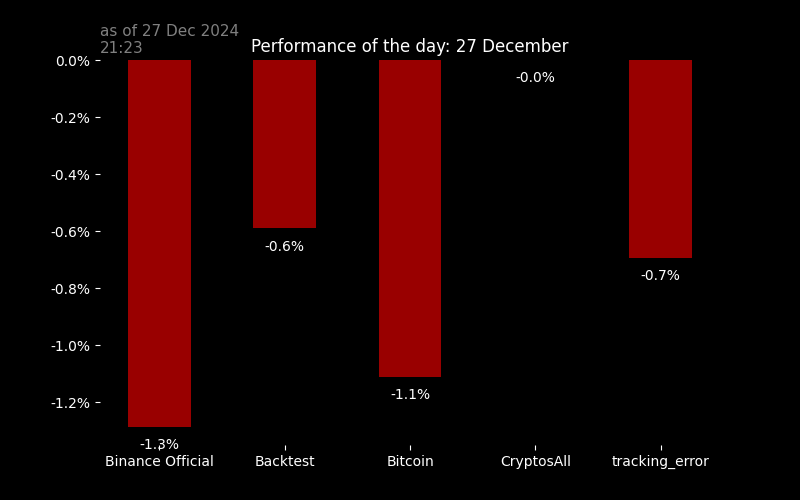 as of 27 Dec 2024
21:23
Performance of the day: 27 December
0.0%
-0.2%
-0.4%
-0.6%
-0.8%
-1.0%
-1.2%
-1.3%
-0.6%
-1.1%
-0.0%
-0.7%
Binance Official
Backtest
Bitcoin
CryptosAll
tracking_error